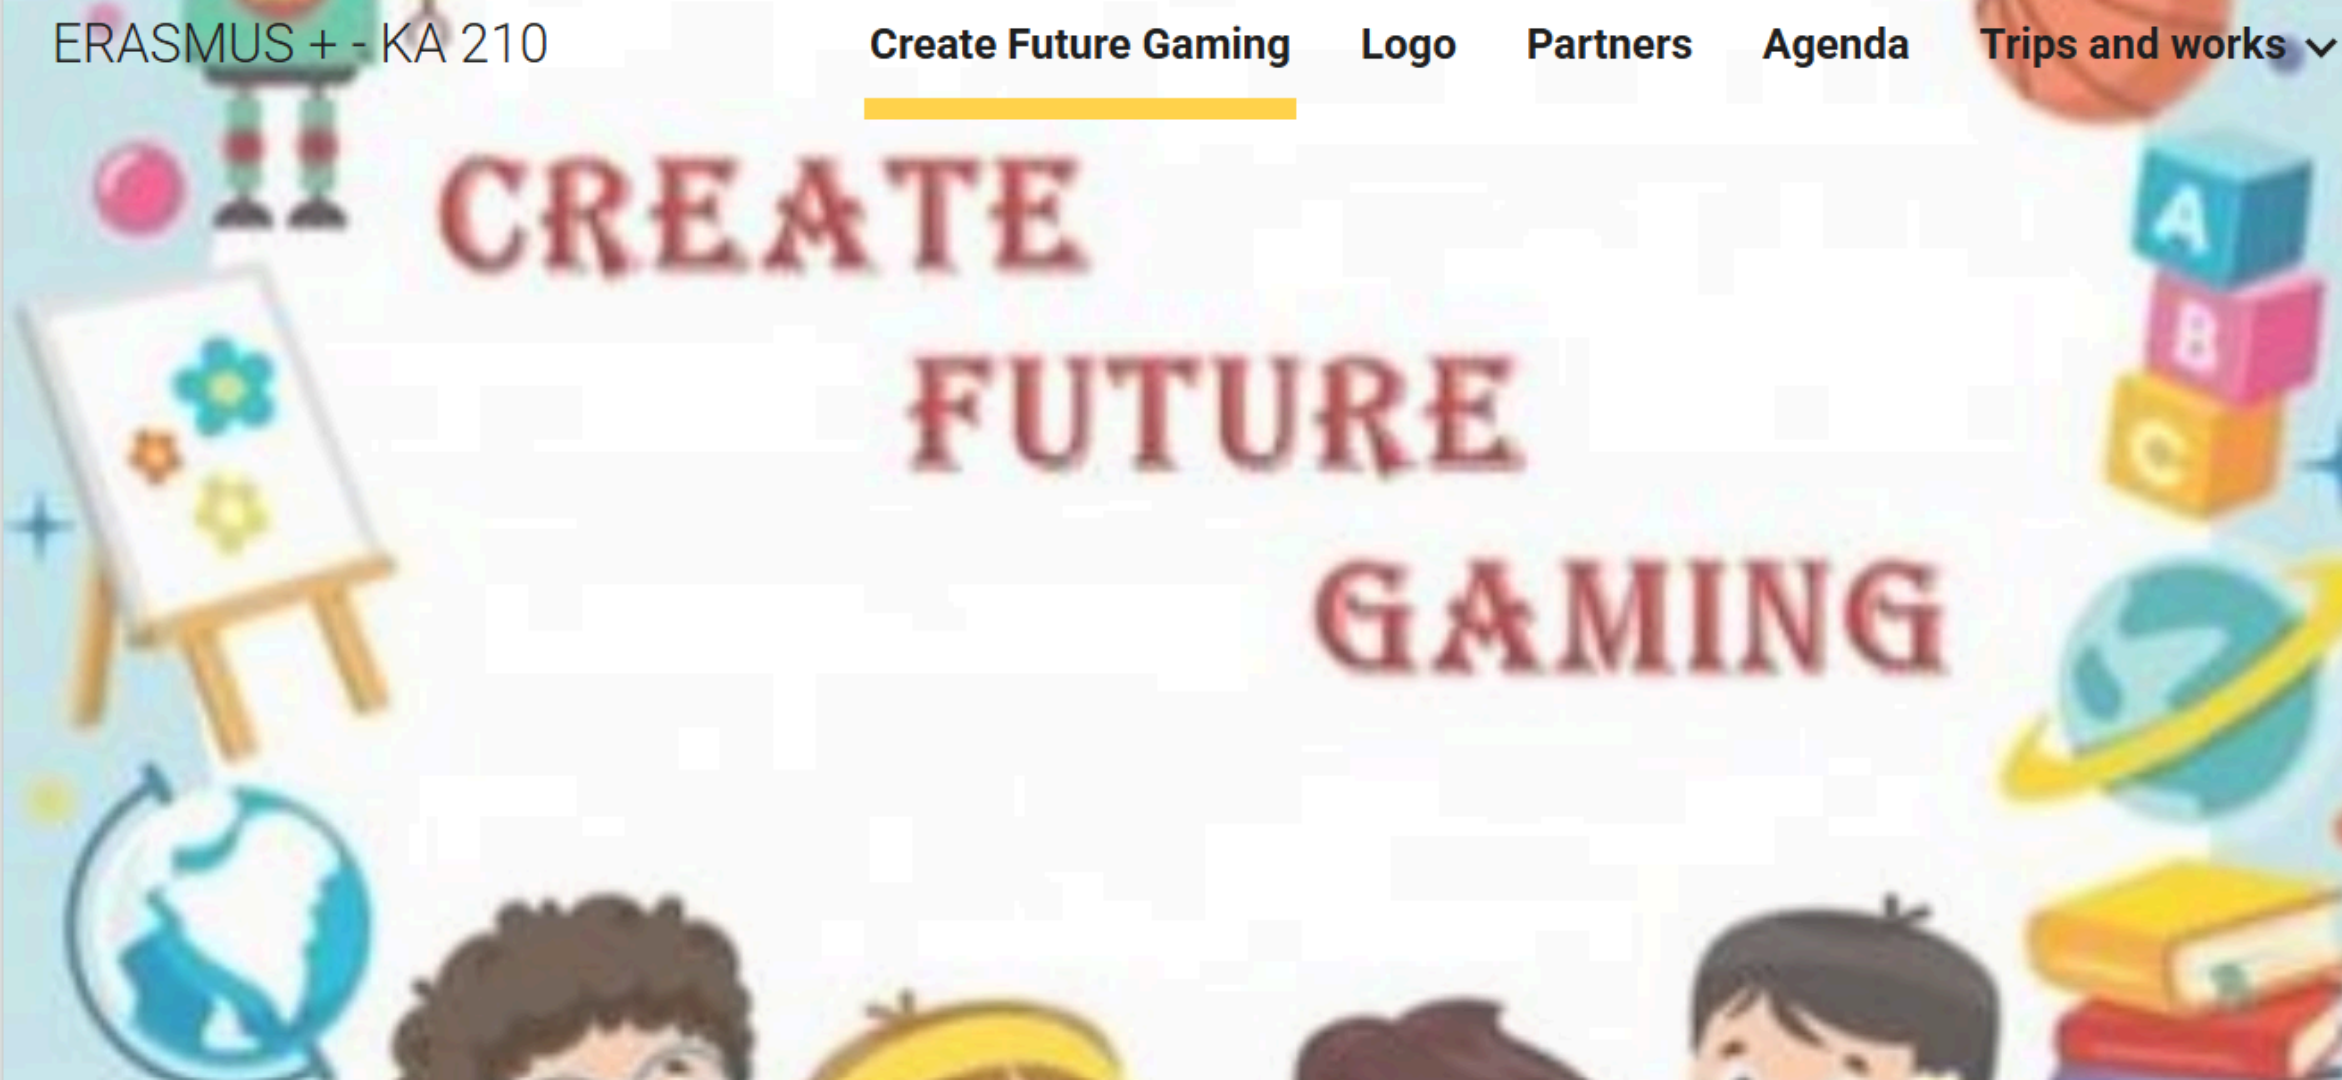 ERASMUS + - KA 210
Create Future Gaming
Logo
Partners
Agenda
Trips and works
CREATE
FUTURE
GAMING
A
B
C